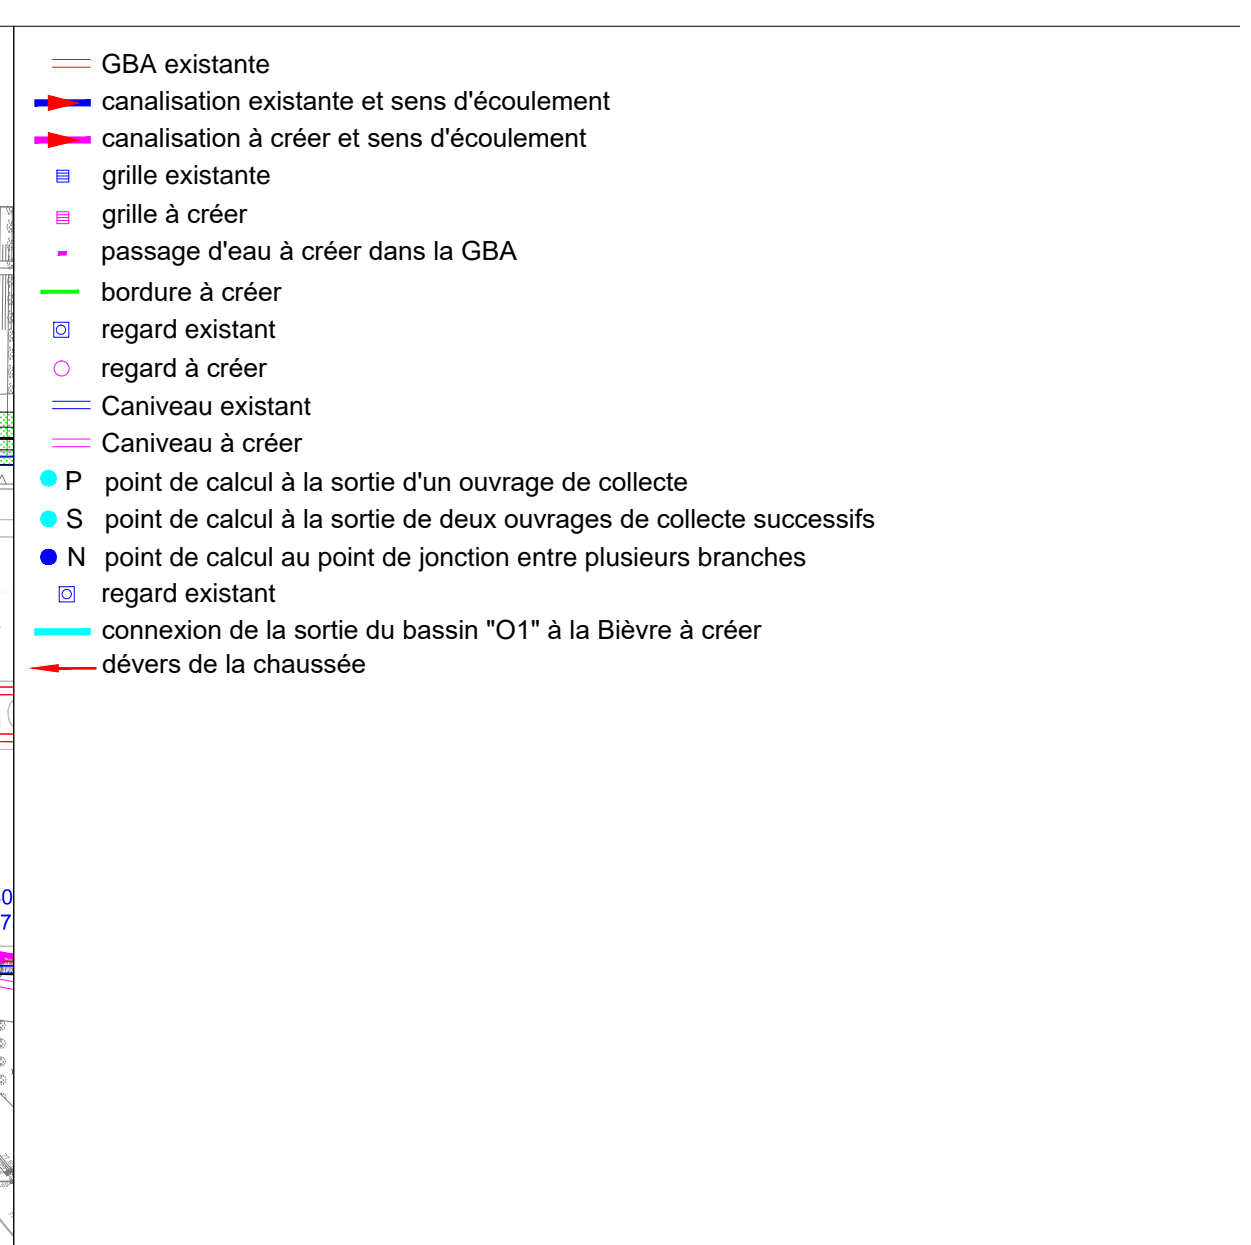 GBA existante
canalisation existante et sens d'écoulement
canalisation à créer et sens d'écoulement
grille existante
grille à créer
passage d'eau à créer dans la GBA
bordure à créer
regard existant
regard à créer
Caniveau existant
Caniveau à créer
P point de calcul à la sortie d'un ouvrage de collecte
S point de calcul à la sortie de deux ouvrages de collecte successifs
N point de calcul au point de jonction entre plusieurs branches
regard existant
connexion de la sortie du bassin "O1" à la Bièvre à créer
dévers de la chaussée
7